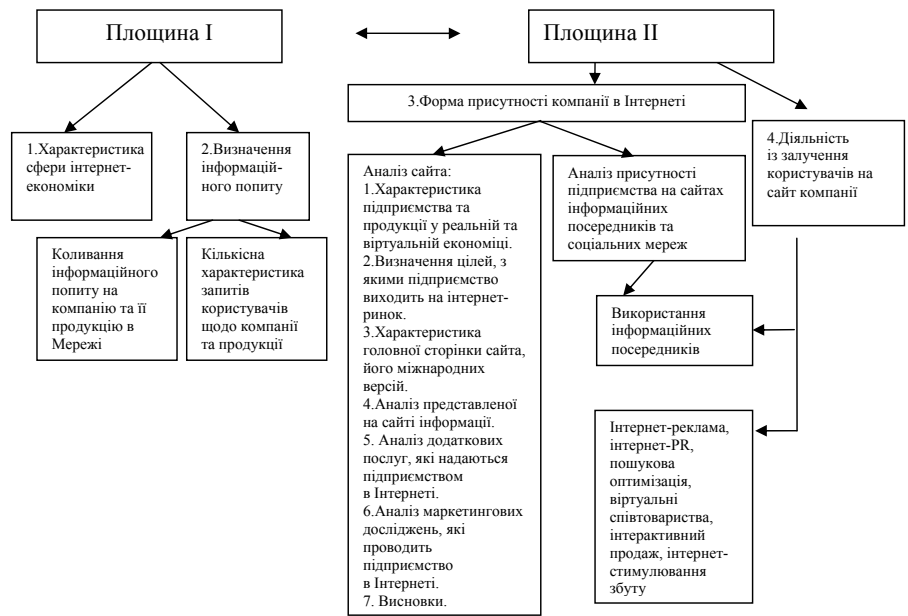 Площина I
Площина II
3.Форма присутності компанії в Інтернеті
1.Характеристика
сфери інтернет-
економіки
2.Визначення
інформацій-
ного попиту
4.Діяльність
із залучення
користувачів на
сайт компанії
Коливання
інформаційного
попиту на
компанію та її
продукцію в
Мережі
Кількісна
характеристика
запитів
користувачів
щодо компанії
та продукції
Аналіз сайта:
1.Характеристика
підприємства та
продукції у реальній та
віртуальній економіці.
2.Визначення цілей, з
якими підприємство
виходить на інтернет-
ринок.
3.Характеристика
головної сторінки сайта,
його міжнародних
версій.
4.Аналіз представленої
на сайті інформації.
5. Аналіз додаткових
послуг, які надаються
підприємством
в Інтернеті.
6.Аналіз маркетингових
досліджень, які
проводить
підприємство
в Інтернеті.
7. Висновки.
Аналіз присутності
підприємства на сайтах
інформаційних
посередників та
соціальних мереж
Використання
інформаційних
посередників
Інтернет-реклама,
інтернет-PR,
пошукова
оптимізація,
віртуальні
співтовариства,
інтерактивний
продаж, інтернет-
стимулювання
збуту